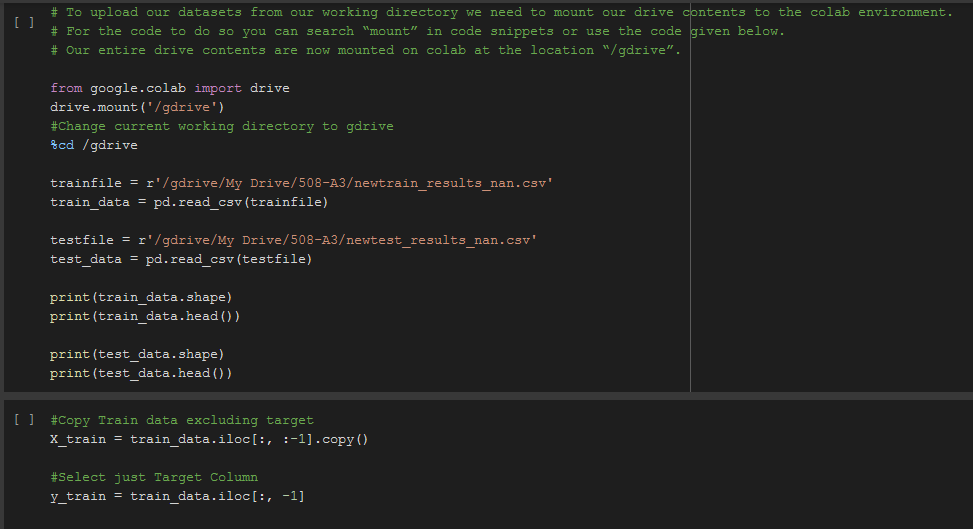 [ ] # To upload our datasets from our working directory we need to mount our drive contents to the colab environment.
# For the code to do so you can search “mount” in code snippets or use the code given below.
# Our entire drive contents are now mounted on colab at the location “/gdrive”.
from google.colab import drive
drive.mount('/gdrive')
#Change current working directory to gdrive
%cd /gdrive
trainfile = r'/gdrive/My Drive/508-A3/newtrain_results_nan.csv'
train_data = pd.read_csv(trainfile)
testfile = r'/gdrive/My Drive/508-A3/newtest_results_nan.csv'
test_data = pd.read_csv(testfile)
print(train_data.shape)
print(train_data.head())
print(test_data.shape)
print(test_data.head())
[ ] #Copy Train data excluding target
X_train = train_data.iloc[:, :-1].copy()
#Select just Target Column
y_train = train_data.iloc[:, -1]